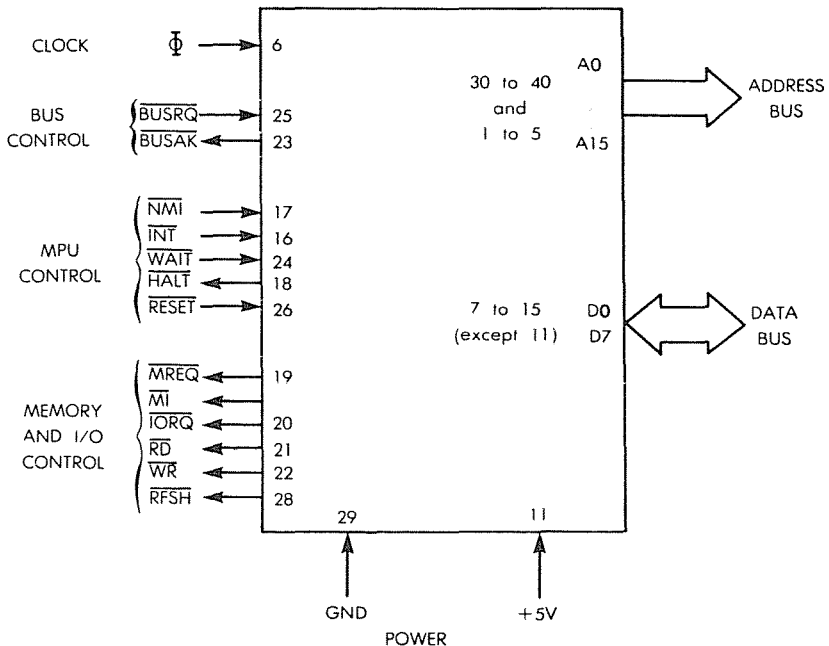 CLOCK Φ 6
BUS CONTROL
BUSRQ 25
BUSAK 23
MPU CONTROL
NMI 17
INT 16
WAIT 24
HALT 18
RESET 26
MEMORY AND I/O CONTROL
MREQ 19
MI
IORQ 20
RD 21
WR 22
RFSH 28
30 to 40
and
1 to 5
A0
A15
ADDRESS
BUS
7 to 15
(except 11)
D0
D7
DATA
BUS
29
11
GND
+5V
POWER